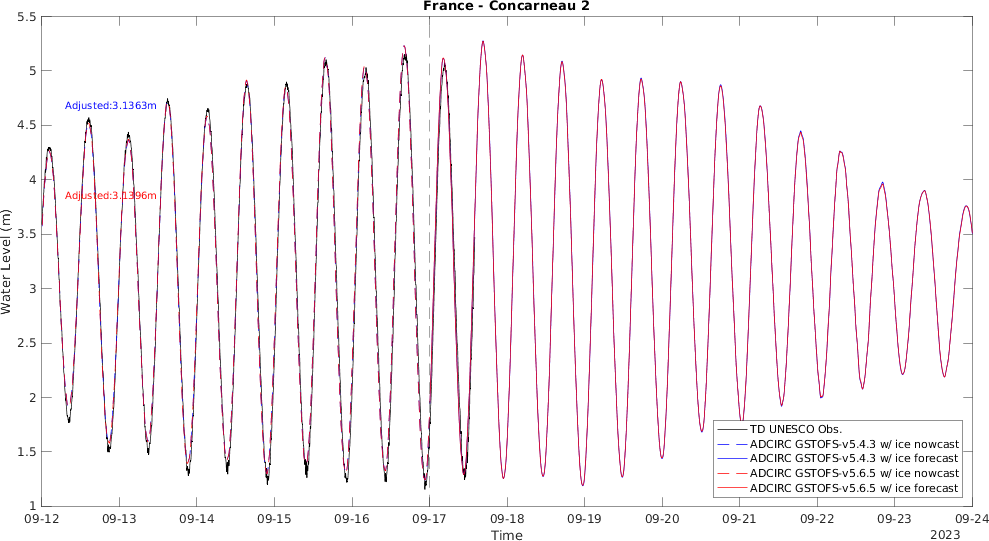 France - Concarneau 2
5.5
5
4.5
4
3.5
3
2.5
2
1.5
1
Water Level (m)
Adjusted:3.1363m
Adjusted:3.1396m
TD UNESCO Obs.
ADCIRC GSTOFS-v5.4.3 w/ ice nowcast
ADCIRC GSTOFS-v5.4.3 w/ ice forecast
ADCIRC GSTOFS-v5.6.5 w/ ice nowcast
ADCIRC GSTOFS-v5.6.5 w/ ice forecast
09-12 09-13 09-14 09-15 09-16 09-17 09-18 09-19 09-20 09-21 09-22 09-23 09-24
Time
2023